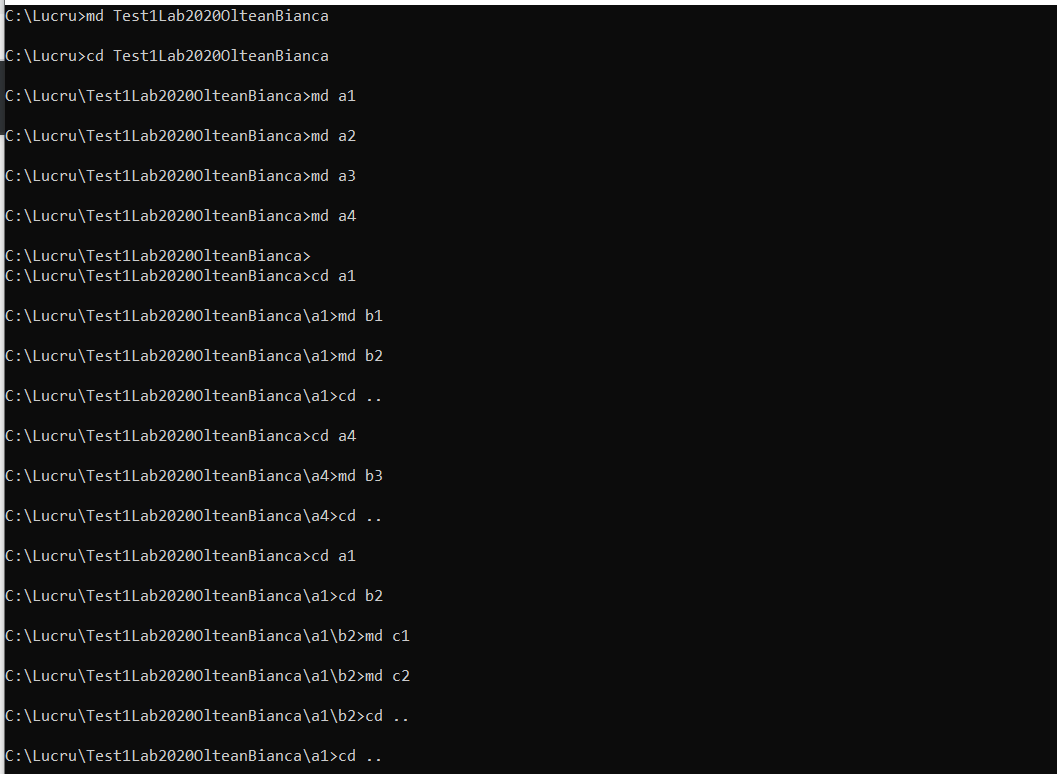 C:\Lucru>md Test1Lab2020OlteanBianca
C:\Lucru>cd Test1Lab2020OlteanBianca
C:\Lucru\Test1Lab2020OlteanBianca>md a1
C:\Lucru\Test1Lab2020OlteanBianca>md a2
C:\Lucru\Test1Lab2020OlteanBianca>md a3
C:\Lucru\Test1Lab2020OlteanBianca>md a4
C:\Lucru\Test1Lab2020OlteanBianca>
C:\Lucru\Test1Lab2020OlteanBianca>cd a1
C:\Lucru\Test1Lab2020OlteanBianca\a1>md b1
C:\Lucru\Test1Lab2020OlteanBianca\a1>md b2
C:\Lucru\Test1Lab2020OlteanBianca\a1>cd ..
C:\Lucru\Test1Lab2020OlteanBianca>cd a4
C:\Lucru\Test1Lab2020OlteanBianca\a4>md b3
C:\Lucru\Test1Lab2020OlteanBianca\a4>cd ..
C:\Lucru\Test1Lab2020OlteanBianca>cd a1
C:\Lucru\Test1Lab2020OlteanBianca\a1>cd b2
C:\Lucru\Test1Lab2020OlteanBianca\a1\b2>md c1
C:\Lucru\Test1Lab2020OlteanBianca\a1\b2>md c2
C:\Lucru\Test1Lab2020OlteanBianca\a1\b2>cd ..
C:\Lucru\Test1Lab2020OlteanBianca\a1>cd ..